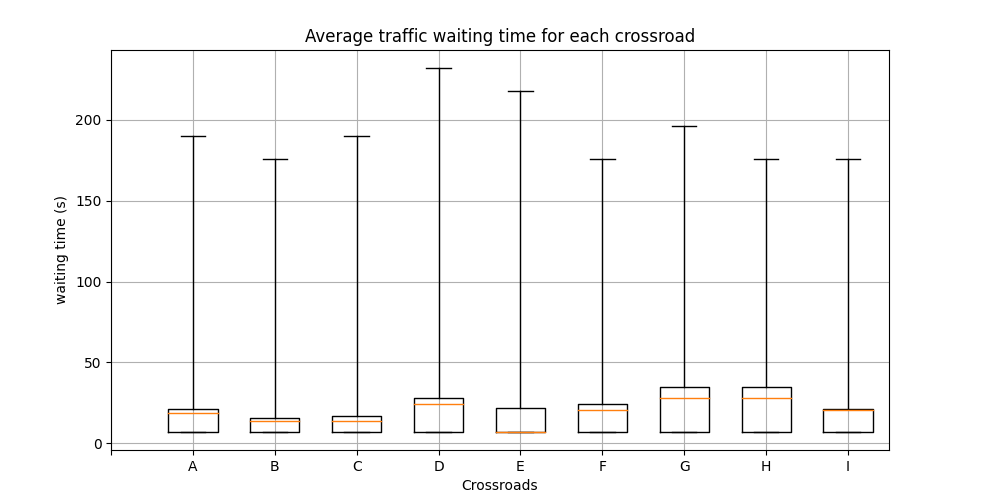 Average traffic waiting time for each crossroad
200
150
100
50
0
waiting time (s)
A B C D E F G H I
Crossroads